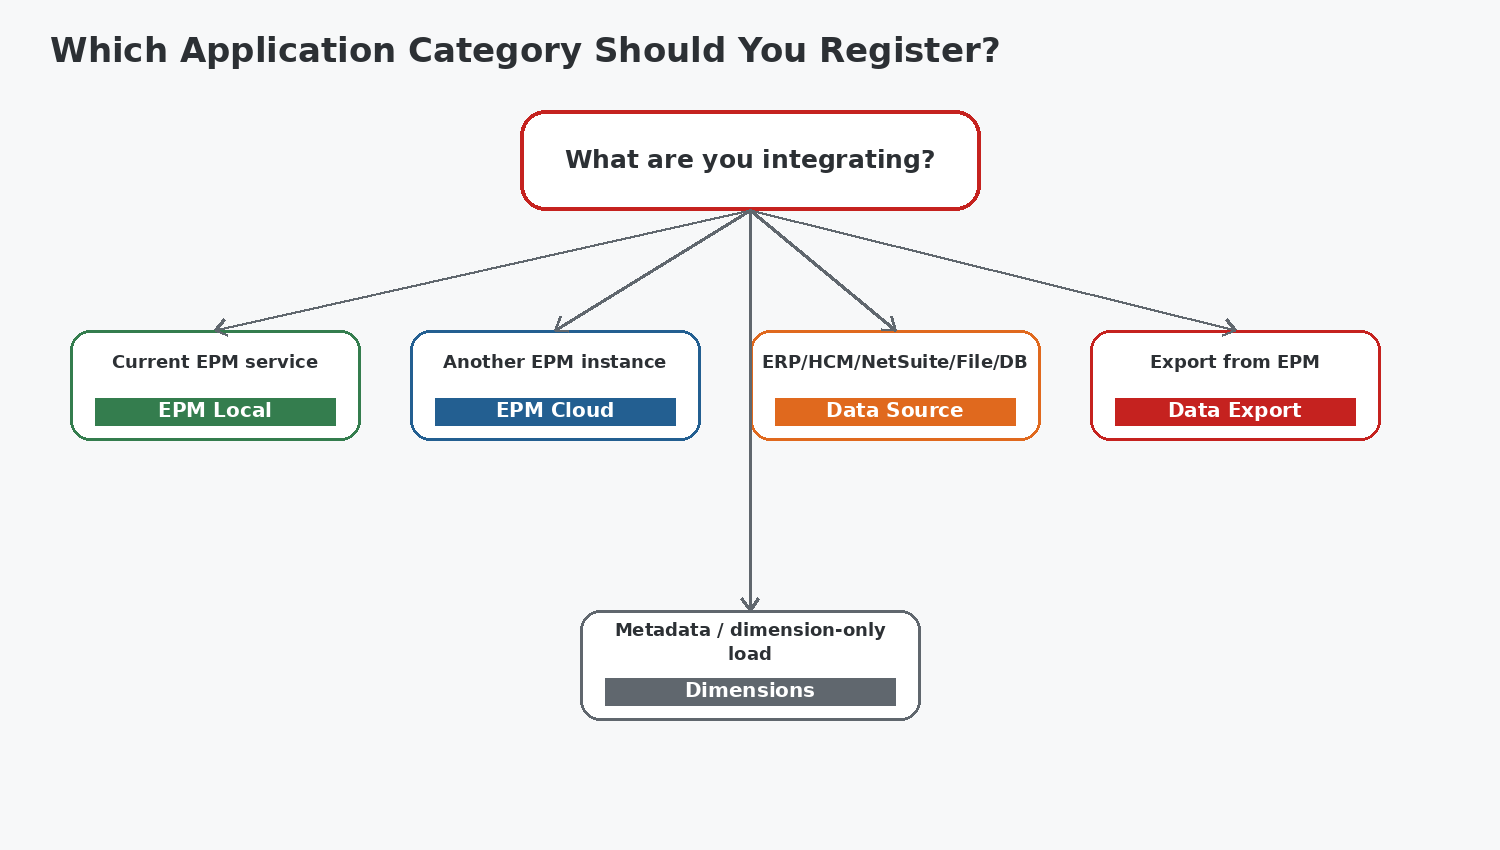 Which Application Category Should You Register?
What are you integrating?
Current EPM service
EPM Local
Another EPM instance
EPM Cloud
ERP/HCM/NetSuite/File/DB
Data Source
Export from EPM
Data Export
Metadata / dimension-only
load
Dimensions